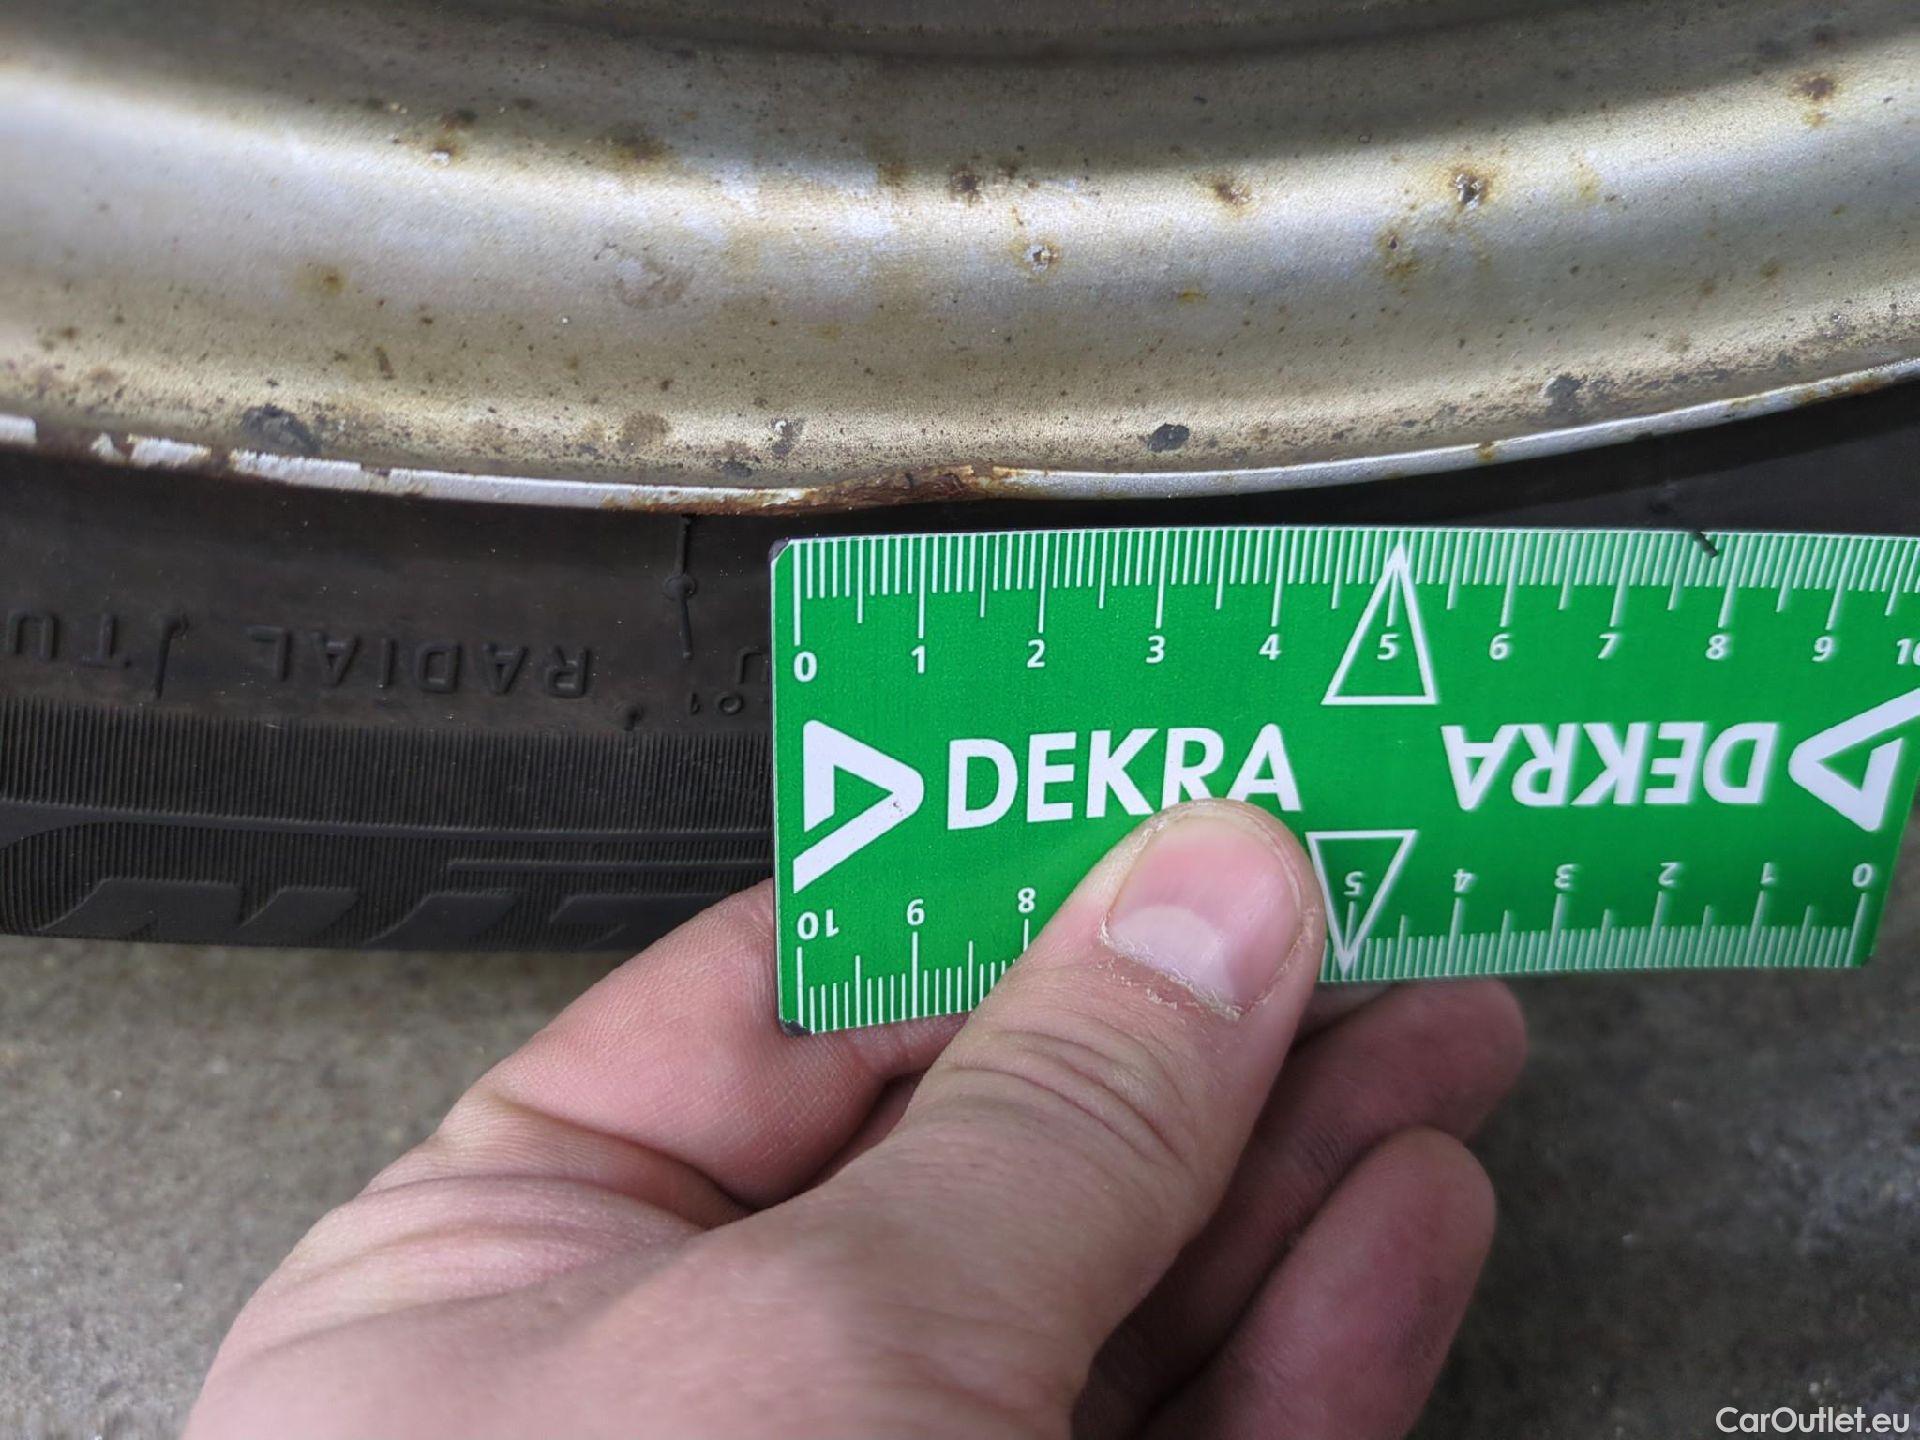 RADIAL TU
0 1 2 3 4 5 6 7 8 9 10
DEKRA DEKRA
10 9 8 5 4 3 2 1 0
CarOutlet.eu